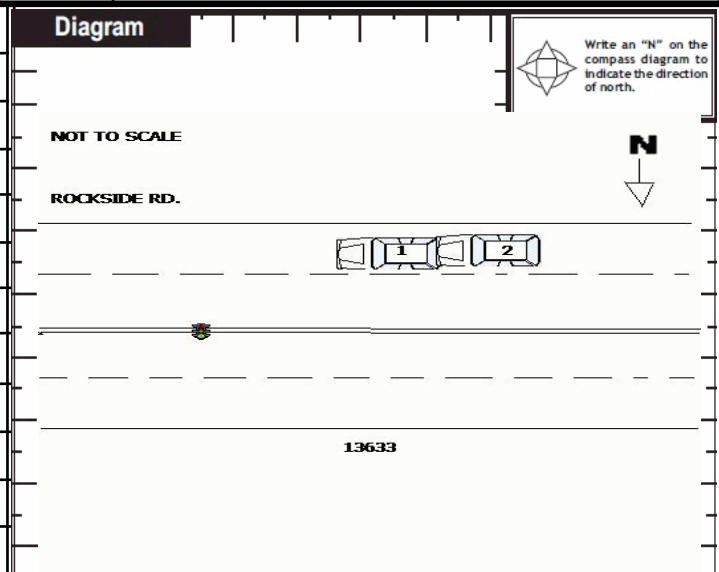 Diagram
Write an “N” on the
compass diagram to
indicate the direction
of north.
NOT TO SCALE
N
ROCKSIDE RD.
1
2
13633